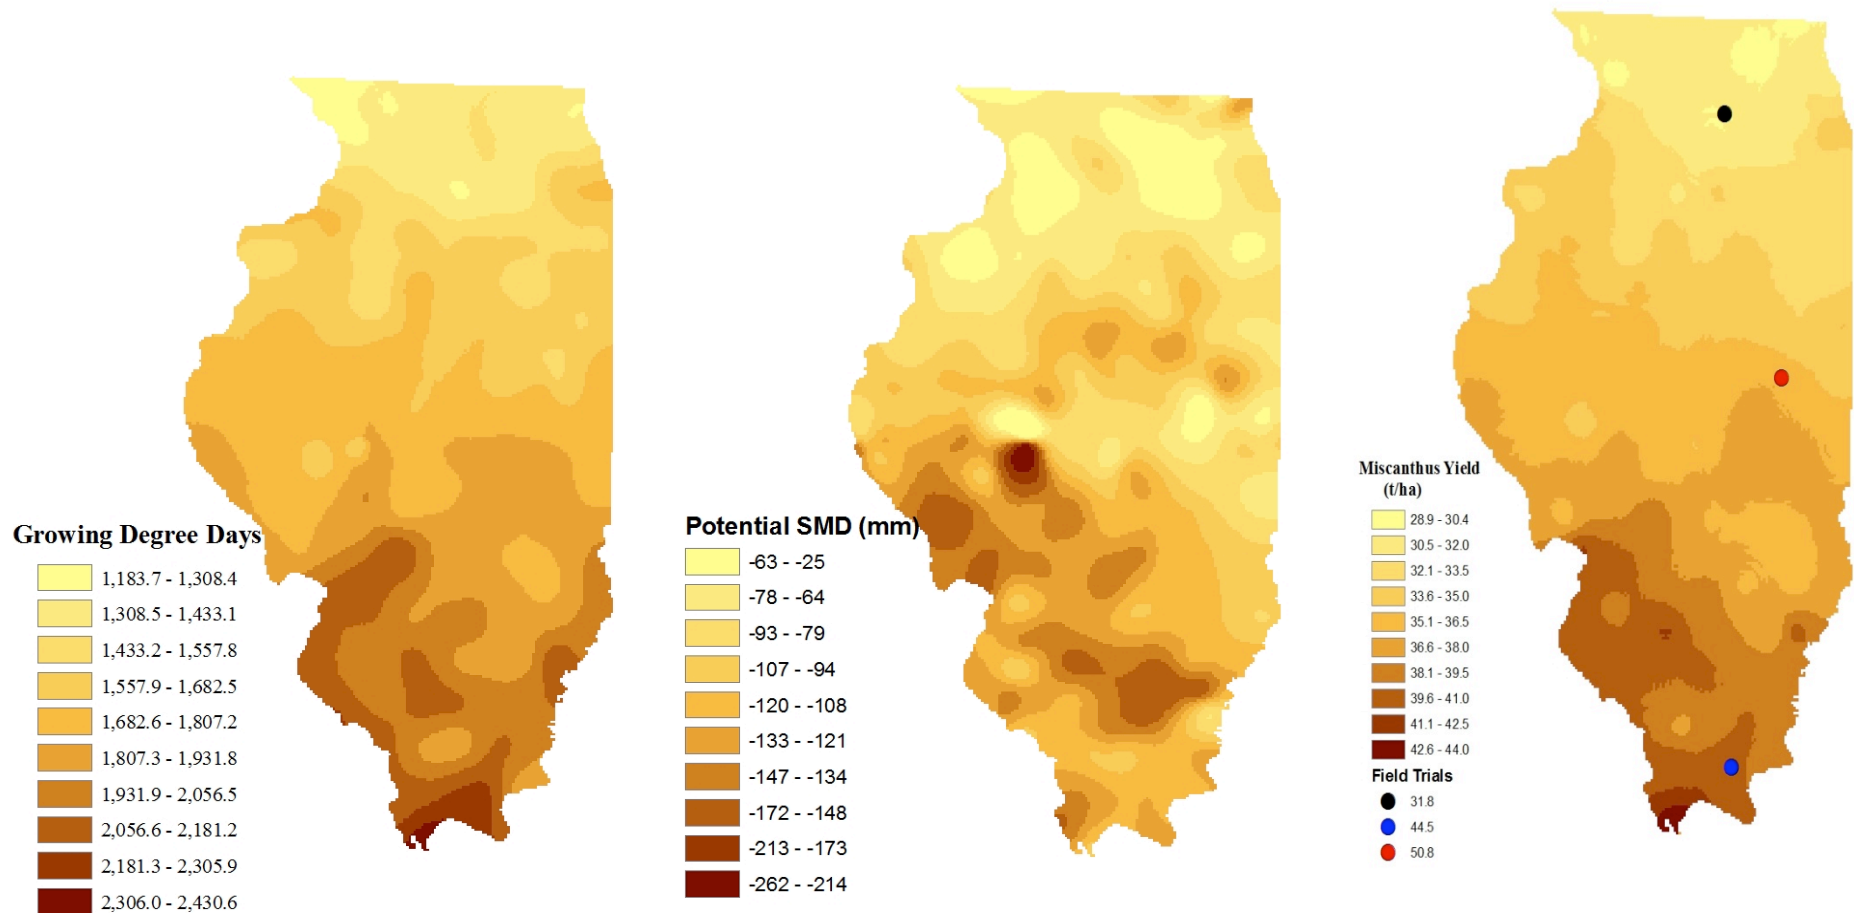 Growing Degree Days
1,183.7 - 1,308.4
1,308.5 - 1,433.1
1,433.2 - 1,557.8
1,557.9 - 1,682.5
1,682.6 - 1,807.2
1,807.3 - 1,931.8
1,931.9 - 2,056.5
2,056.6 - 2,181.2
2,181.3 - 2,305.9
2,306.0 - 2,430.6
Potential SMD (mm)
-63 - -25
-78 - -64
-93 - -79
-107 - -94
-120 - -108
-133 - -121
-147 - -134
-172 - -148
-213 - -173
-262 - -214
Miscanthus Yield
(t/ha)
28.9 - 30.4
30.5 - 32.0
32.1 - 33.5
33.6 - 35.0
35.1 - 36.5
36.6 - 38.0
38.1 - 39.5
39.6 - 41.0
41.1 - 42.5
42.6 - 44.0
Field Trials
31.8
44.5
50.8